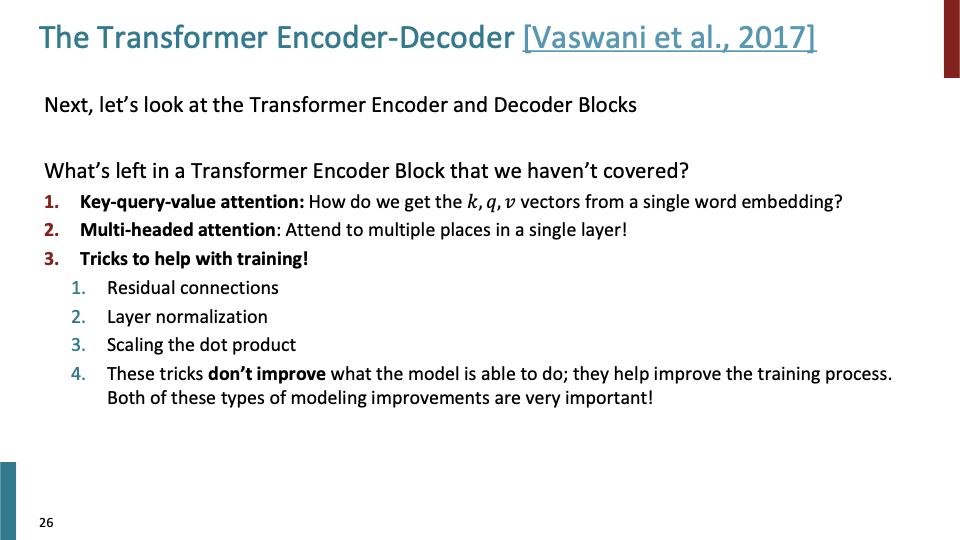 The Transformer Encoder-Decoder [Vaswani et al., 2017]
Next, let’s look at the Transformer Encoder and Decoder Blocks
What’s left in a Transformer Encoder Block that we haven’t covered?
1. Key-query-value attention: How do we get the k, q, v vectors from a single word embedding?
2. Multi-headed attention: Attend to multiple places in a single layer!
3. Tricks to help with training!
1. Residual connections
2. Layer normalization
3. Scaling the dot product
4. These tricks don’t improve what the model is able to do; they help improve the training process.
Both of these types of modeling improvements are very important!
26